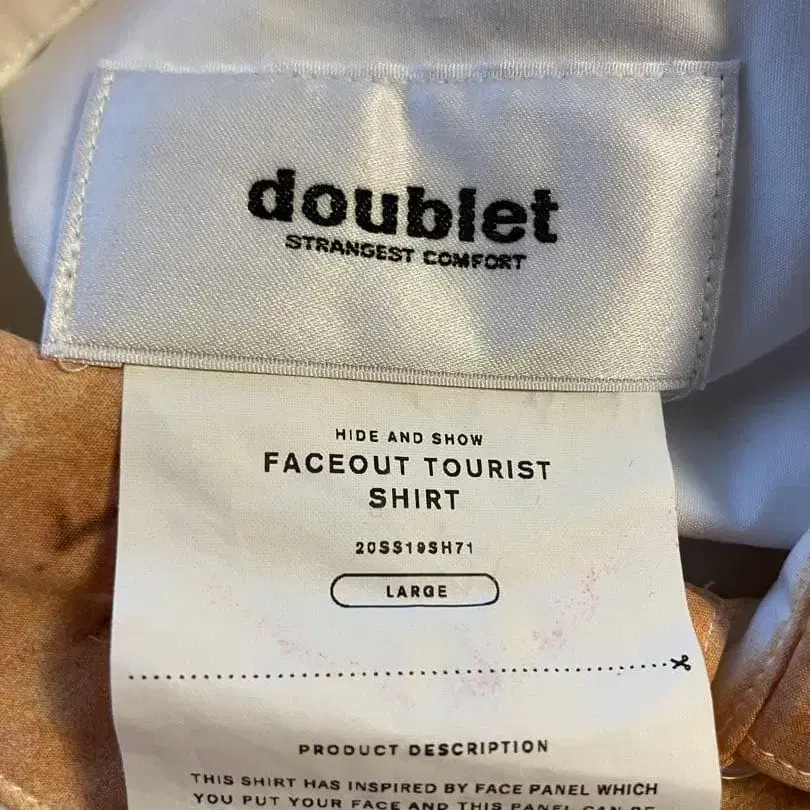 doublet
STRANGEST COMFORT
HIDE AND SHOW
FACEOUT TOURIST
SHIRT
20SS19SH71
LARGE
PRODUCT DESCRIPTION
THIS SHIRT HAS INSPIRED BY FACE PANEL WHICH
YOU PUT YOUR FACE AND THIS PANEL CAN BE